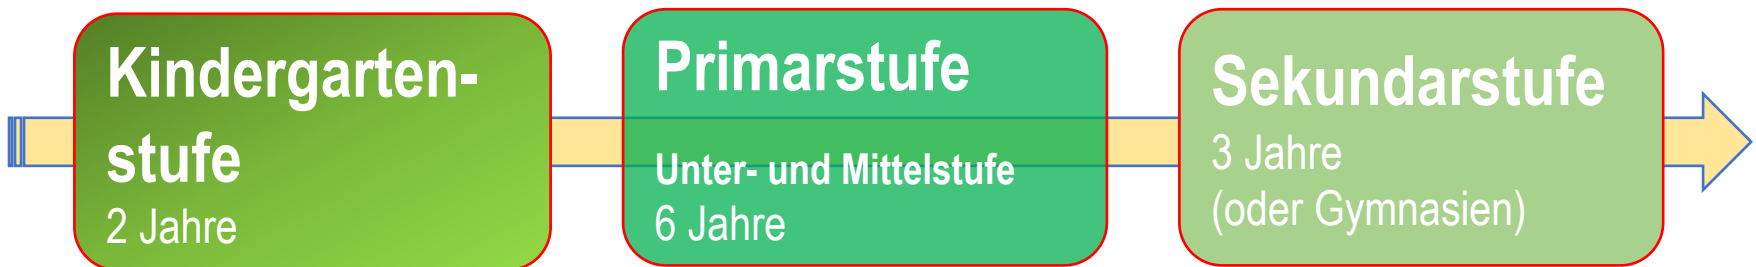 Kindergarten-
stufe
2 Jahre
Primarstufe
Unter- und Mittelstufe
6 Jahre
Sekundarstufe
3 Jahre
(oder Gymnasien)